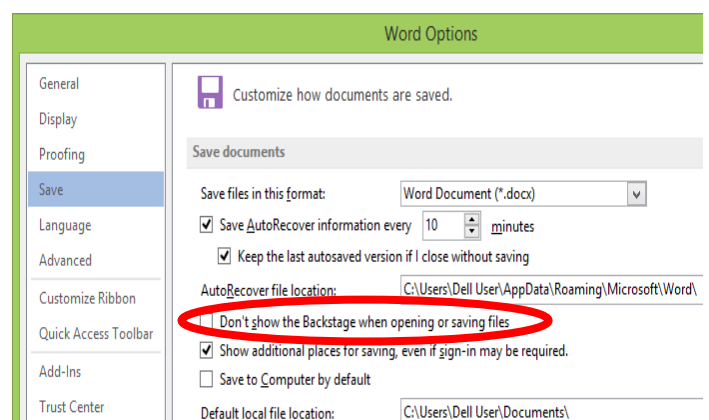 Word Options
General
Display
Proofing
Save
Language
Advanced
Customize Ribbon
Quick Access Toolbar
Add-Ins
Trust Center
Customize how documents are saved.
Save documents
Save files in this format: Word Document (*.docx)
Save AutoRecover information every 10 minutes
Keep the last autosaved version if I close without saving
AutoRecover file location: C:\Users\Dell User\AppData\Roaming\Microsoft\Word\
Don't show the Backstage when opening or saving files
Show additional places for saving, even if sign-in may be required.
Save to Computer by default
Default local file location: C:\Users\Dell User\Documents\